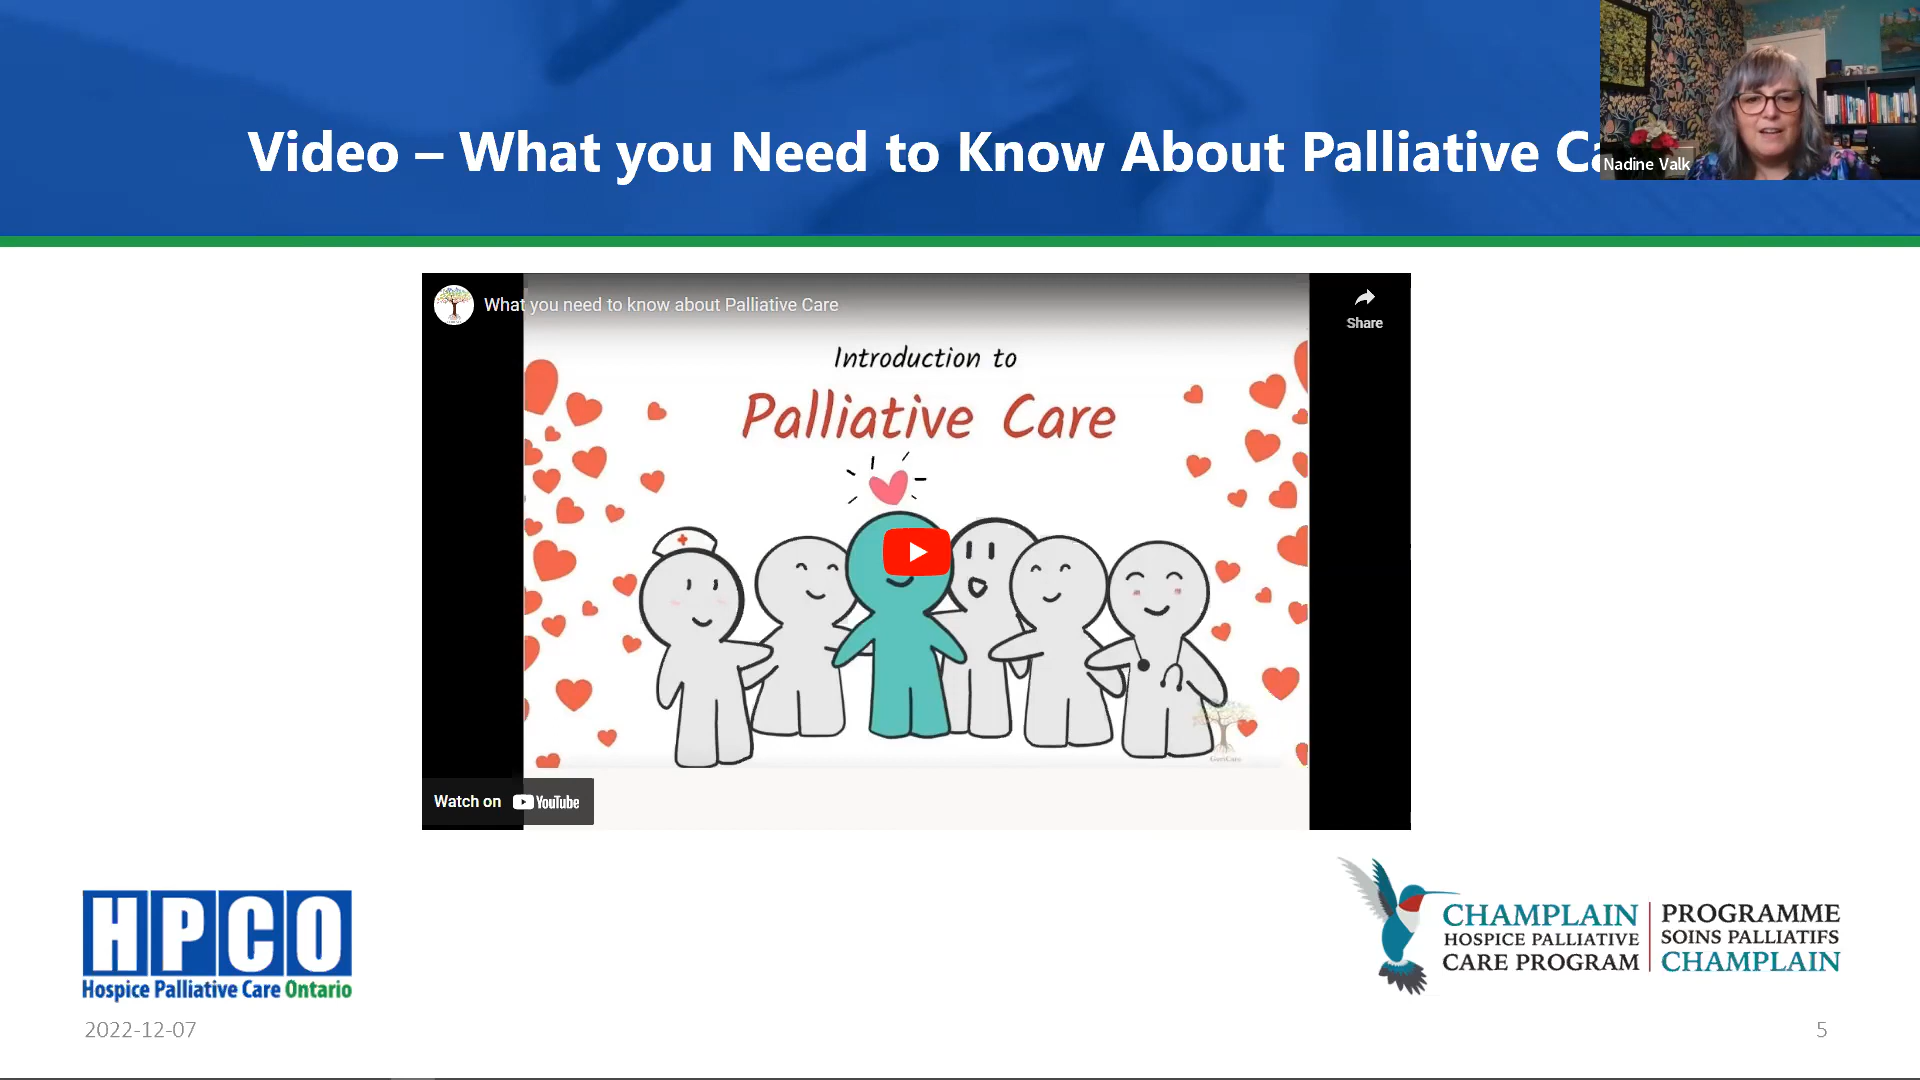 Video – What you Need to Know About Palliative Ca
Nadine Valk
What you need to know about Palliative Care
Share
Introduction to
Palliative Care
GeriCare
Watch on YouTube
HPCO
Hospice Palliative Care Ontario
CHAMPLAIN
HOSPICE PALLIATIVE
CARE PROGRAM
PROGRAMME
SOINS PALLIATIFS
CHAMPLAIN
2022-12-07
5